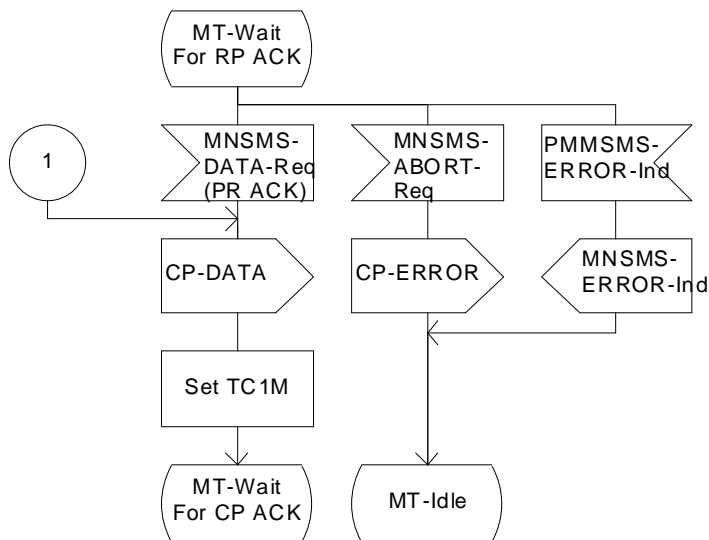 MT-Wait
For RP ACK
1
MNSMS-
DATA-Req
(PR ACK)
MNSMS-
ABORT-
Req
PMMSMS-
ERROR-Ind
CP-DATA
CP-ERROR
MNSMS-
ERROR-Ind
Set TC1M
MT-Wait
For CP ACK
MT-Idle